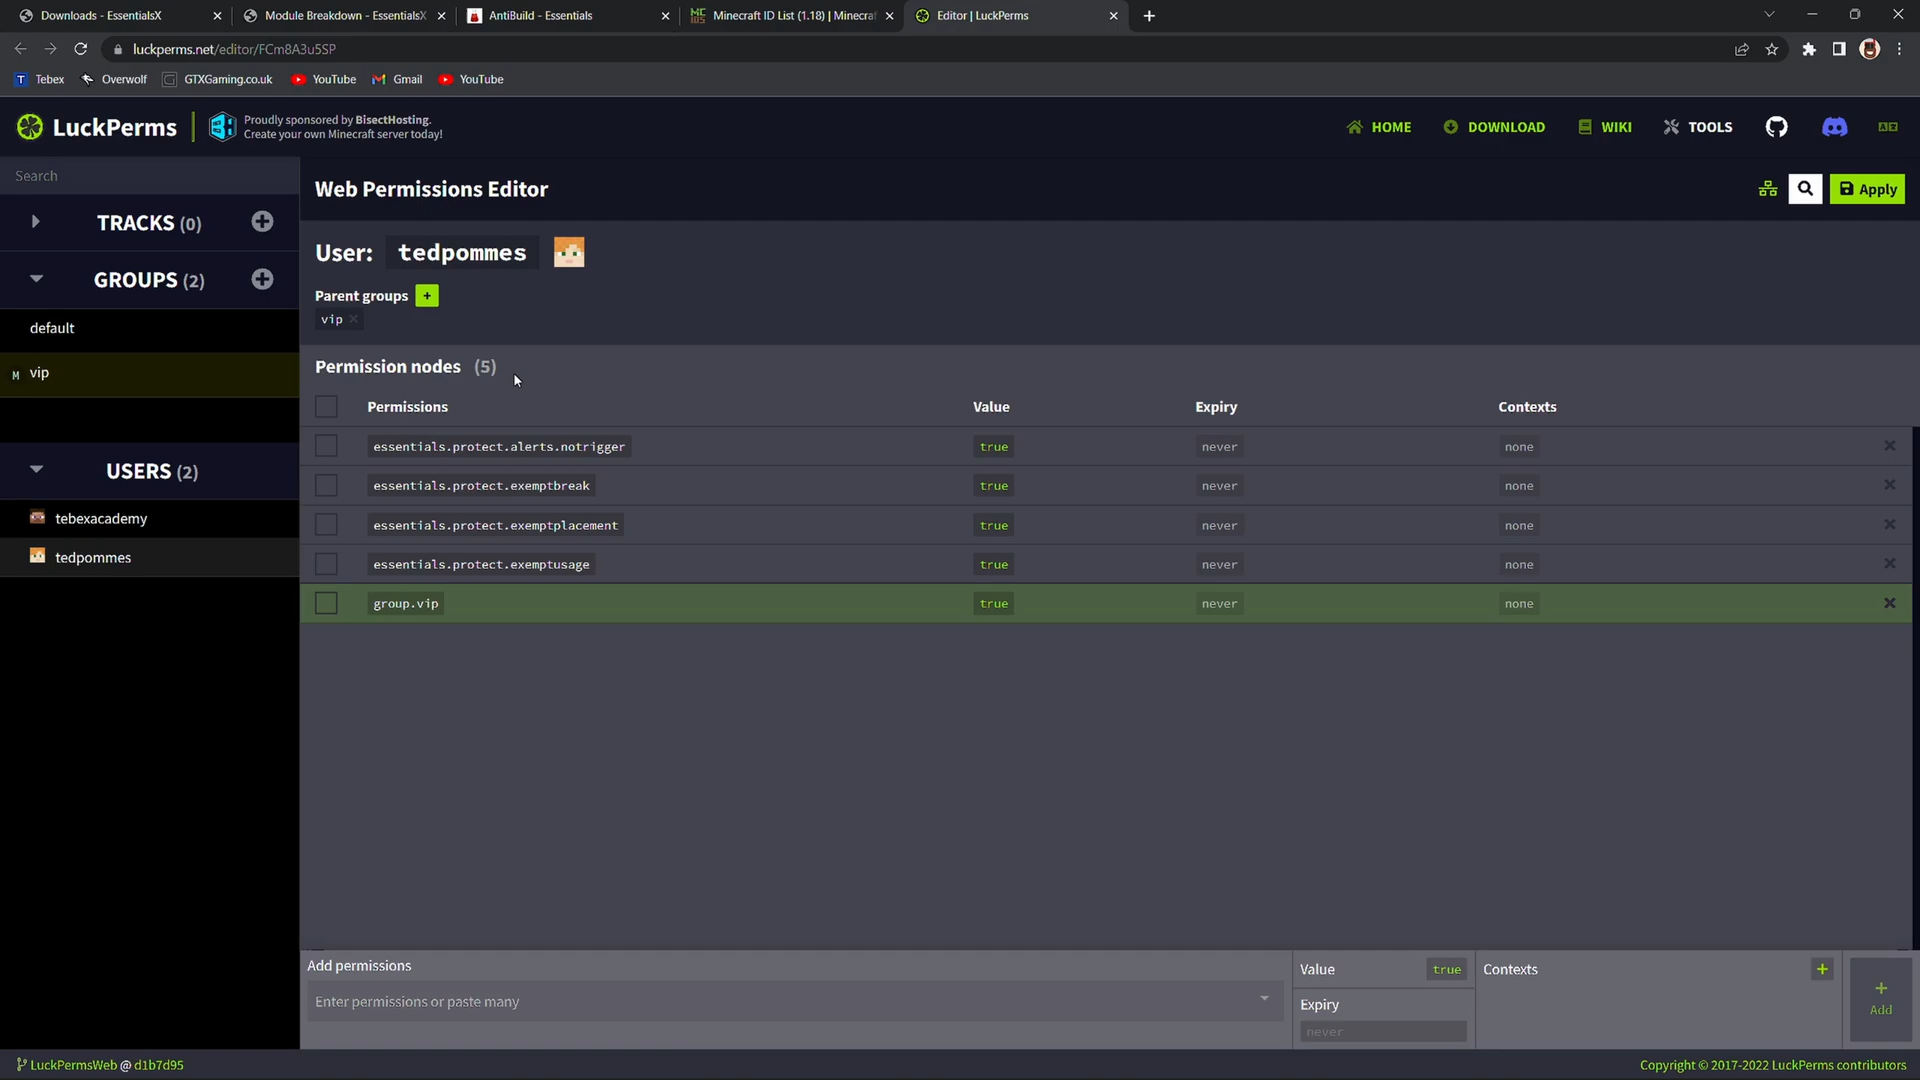 Downloads - EssentialsX
Module Breakdown - EssentialsX
AntiBuild - Essentials
Minecraft ID List (1.18) | Minecraf
Editor | LuckPerms
luckperms.net/editor/FCm8A3u5SP
Tebex
Overwolf
GTXGaming.co.uk
YouTube
Gmail
YouTube
LuckPerms
Proudly sponsored by BisectHosting.
Create your own Minecraft server today!
HOME
DOWNLOAD
WIKI
TOOLS
Search
Web Permissions Editor
Apply
TRACKS (0)
GROUPS (2)
default
M vip
USERS (2)
tebexacademy
tedpommes
User: tedpommes
Parent groups +
vip ×
Permission nodes (5)
Permissions Value Expiry Contexts
essentials.protect.alerts.notrigger true never none
essentials.protect.exemptbreak true never none
essentials.protect.exemptplacement true never none
essentials.protect.exemptusage true never none
group.vip true never none
Add permissions
Enter permissions or paste many
Value true
Expiry
never
Contexts +
+
Add
LuckPermsWeb @ d1b7d95
Copyright © 2017-2022 LuckPerms contributors